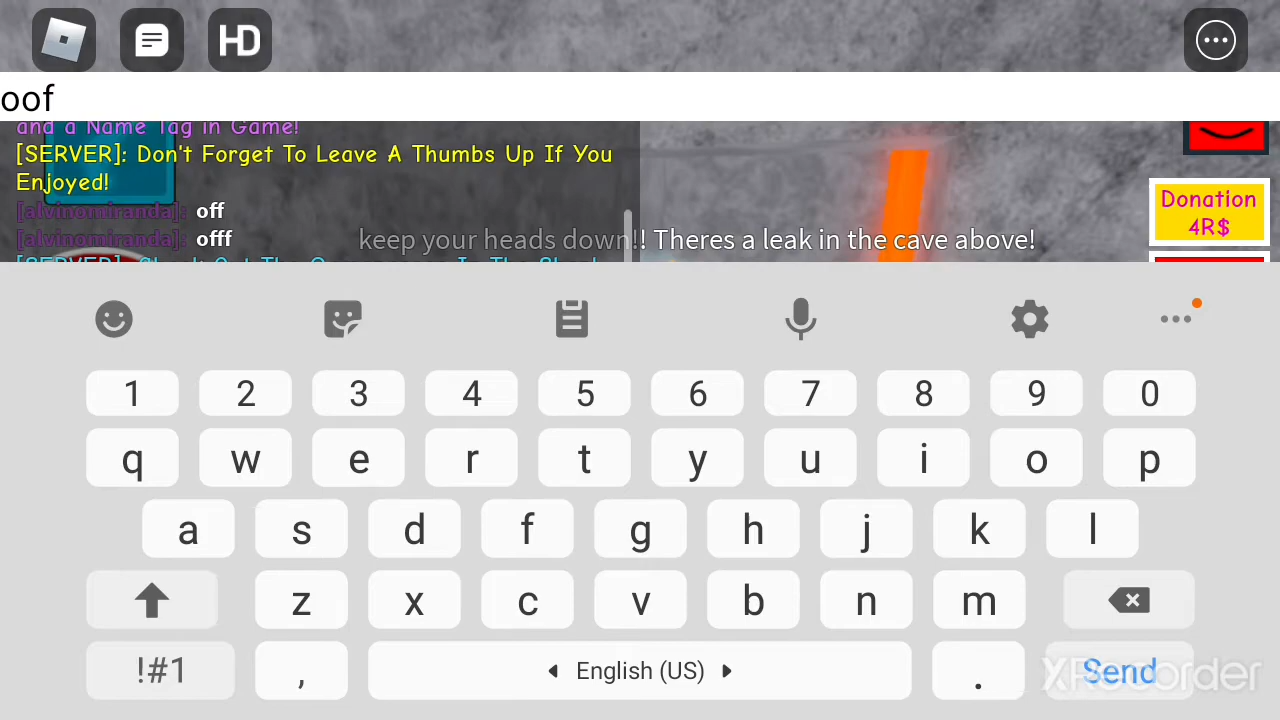 HD
oof
and a Name Tag in Game!
[SERVER]: Don't Forget To Leave A Thumbs Up If You
Enjoyed!
[alvinomiranda]: off
[alvinomiranda]: offf
keep your heads down!! Theres a leak in the cave above!
Donation
4R$
1 2 3 4 5 6 7 8 9 0
q w e r t y u i o p
a s d f g h j k l
z x c v b n m
!#1 , English (US) . Send
XRecorder